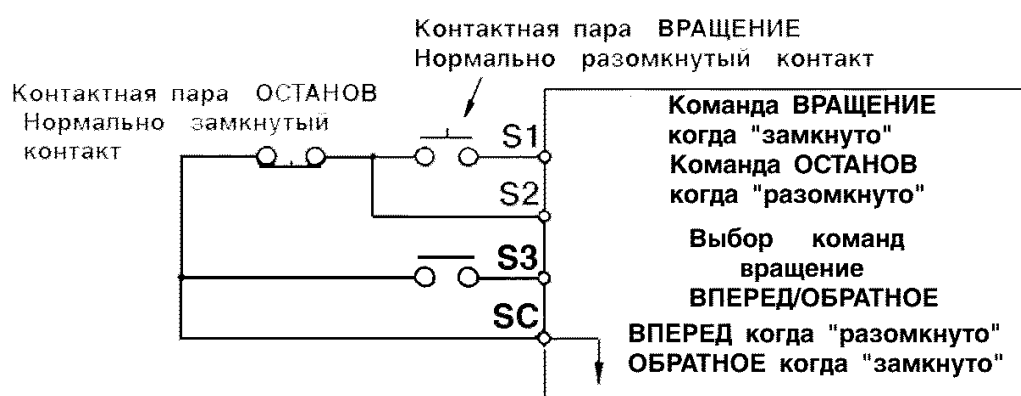 Контактная пара ВРАЩЕНИЕ
Нормально разомкнутый контакт
Контактная пара ОСТАНОВ
Нормально замкнутый
контакт
S1
Команда ВРАЩЕНИЕ
когда "замкнуто"
S2
Команда ОСТАНОВ
когда "разомкнуто"
S3
Выбор команд
вращение
ВПЕРЕД/ОБРАТНОЕ
SC
ВПЕРЕД когда "разомкнуто"
ОБРАТНОЕ когда "замкнуто"